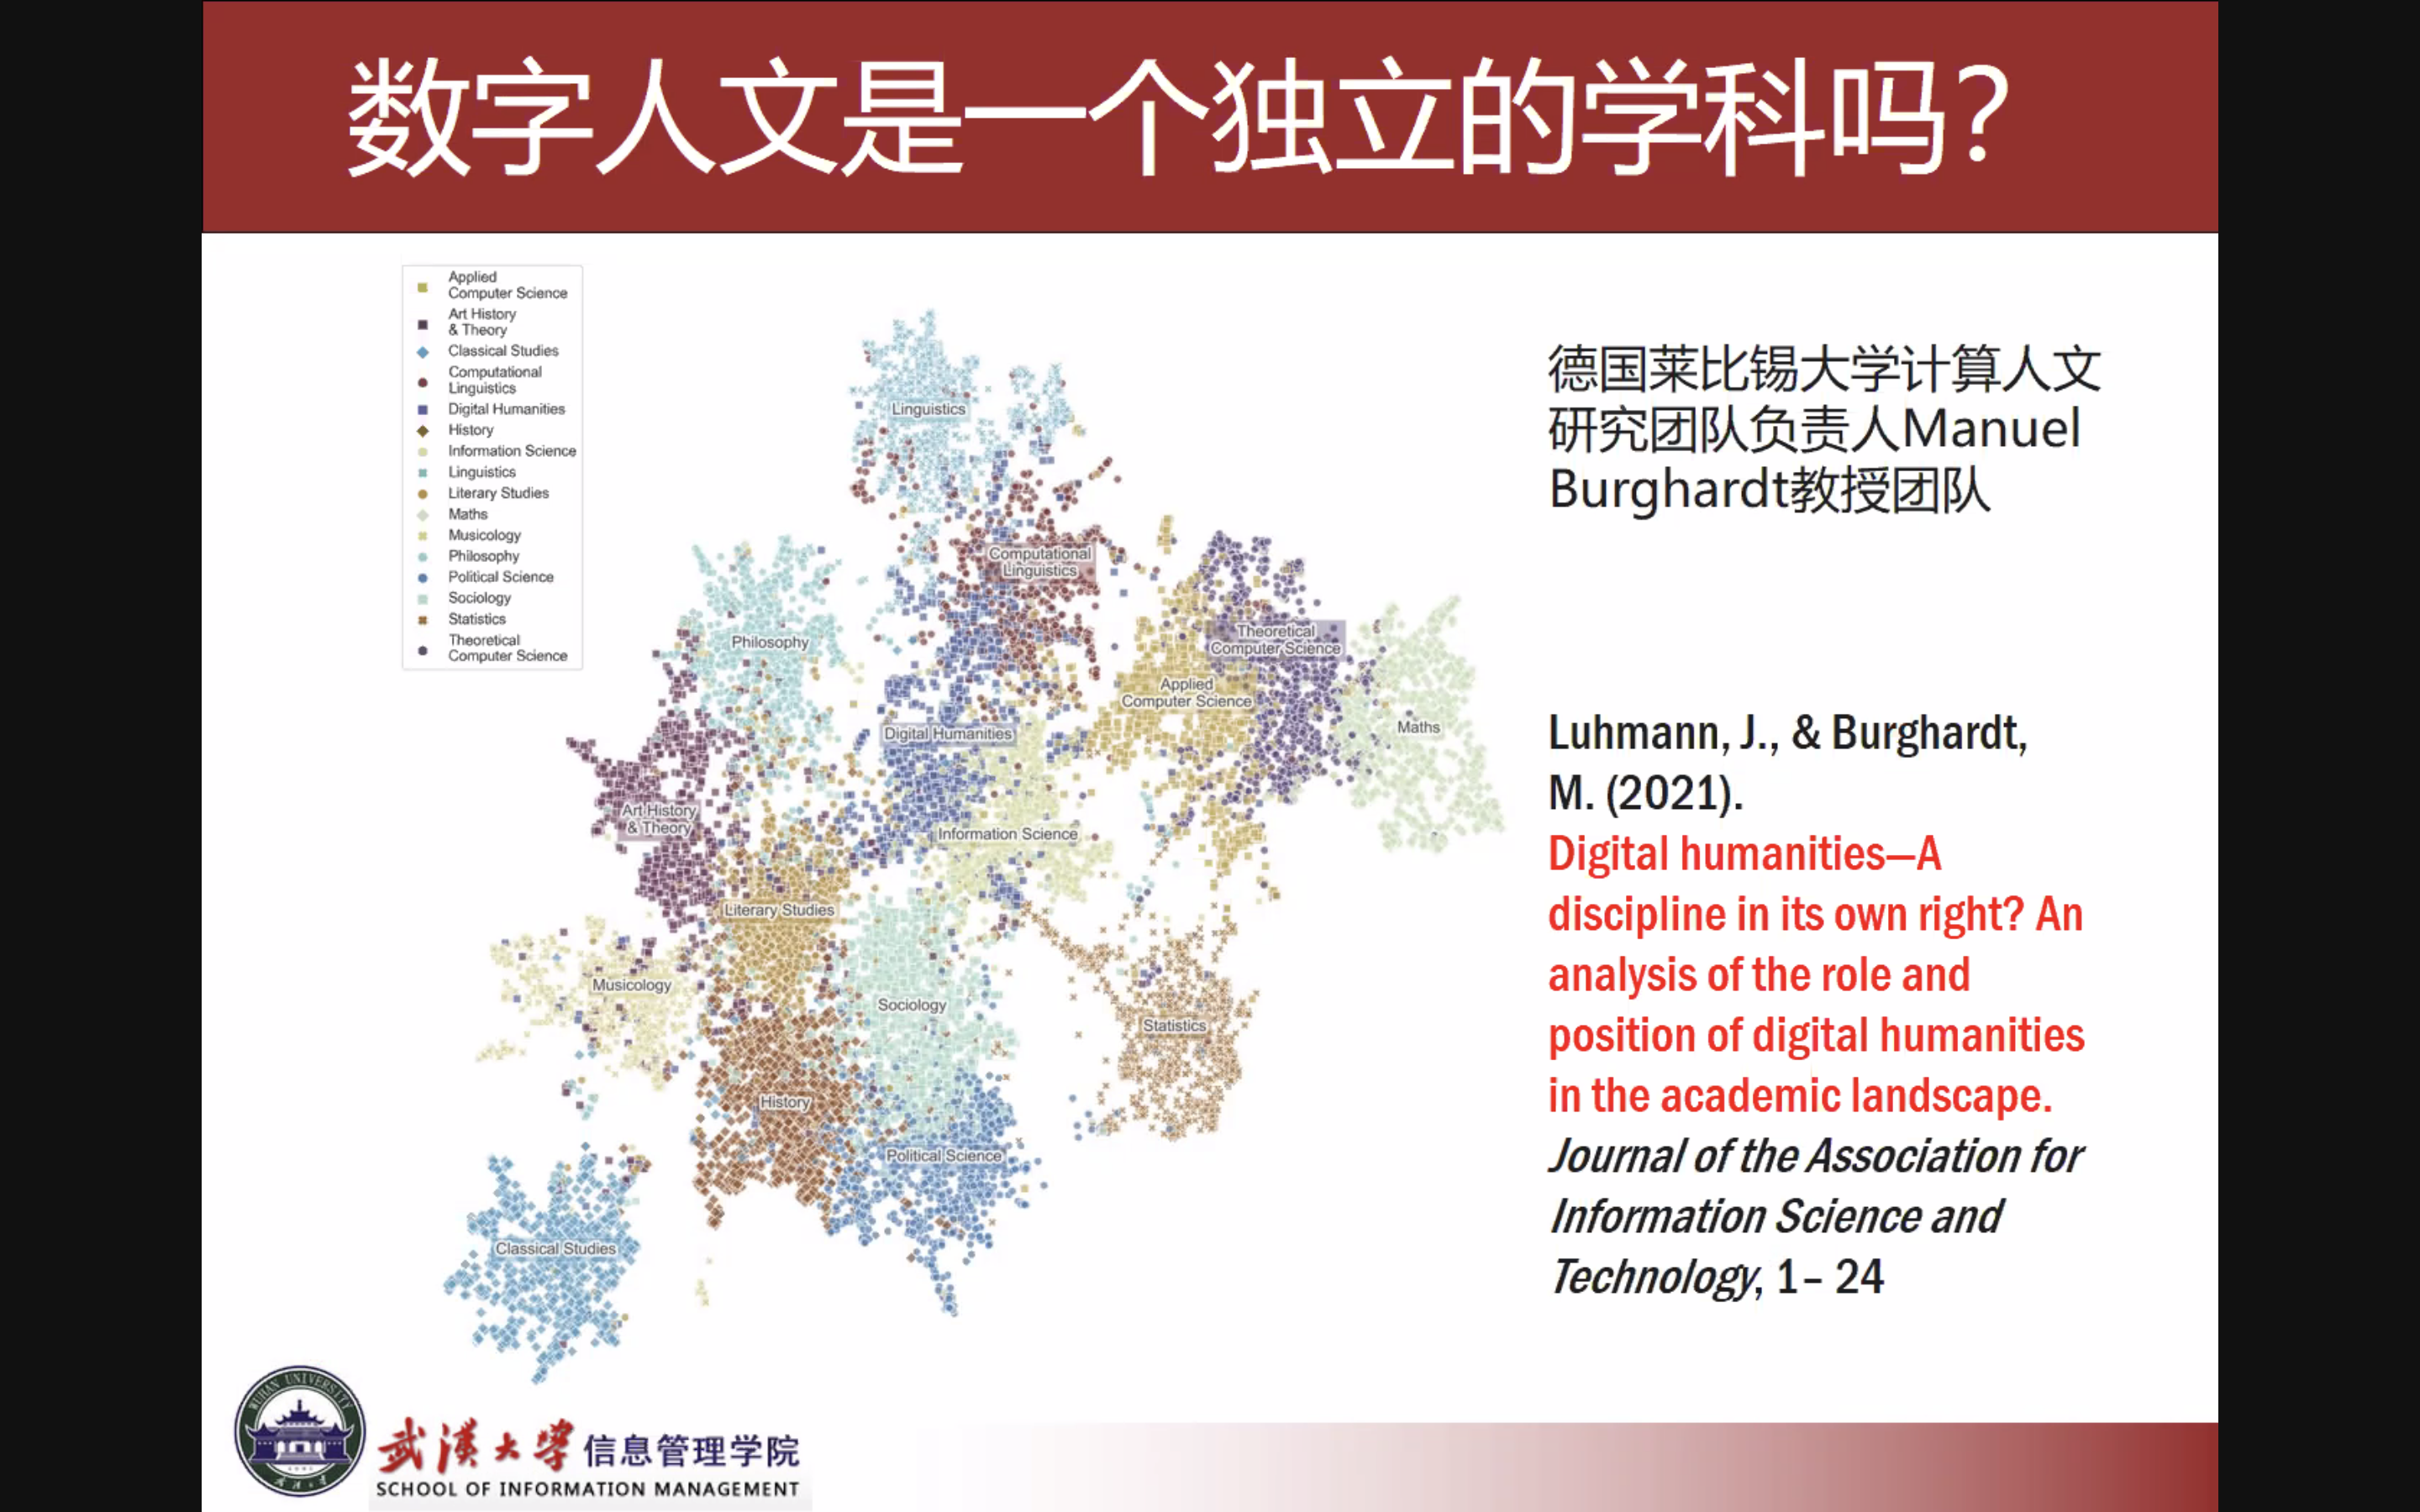 数字人文是一个独立的学科吗?
Applied
Computer Science
Art History
& Theory
Classical Studies
Computational
Linguistics
Digital Humanities
History
Information Science
Linguistics
Literary Studies
Maths
Musicology
Philosophy
Political Science
Sociology
Statistics
Theoretical
Computer Science
Linguistics
Computational
Linguistics
Philosophy
Theoretical
Computer Science
Applied
Computer Science
Maths
Digital Humanities
Art History
& Theory
Information Science
Literary Studies
Musicology
Sociology
Statistics
History
Political Science
Classical Studies
德国莱比锡大学计算人文
研究团队负责人Manuel
Burghardt教授团队
Luhmann, J., & Burghardt,
M. (2021).
Digital humanities—A
discipline in its own right? An
analysis of the role and
position of digital humanities
in the academic landscape.
Journal of the Association for
Information Science and
Technology, 1– 24
WUHAN UNIVERSITY
武漢大學
信息管理学院
SCHOOL OF INFORMATION MANAGEMENT